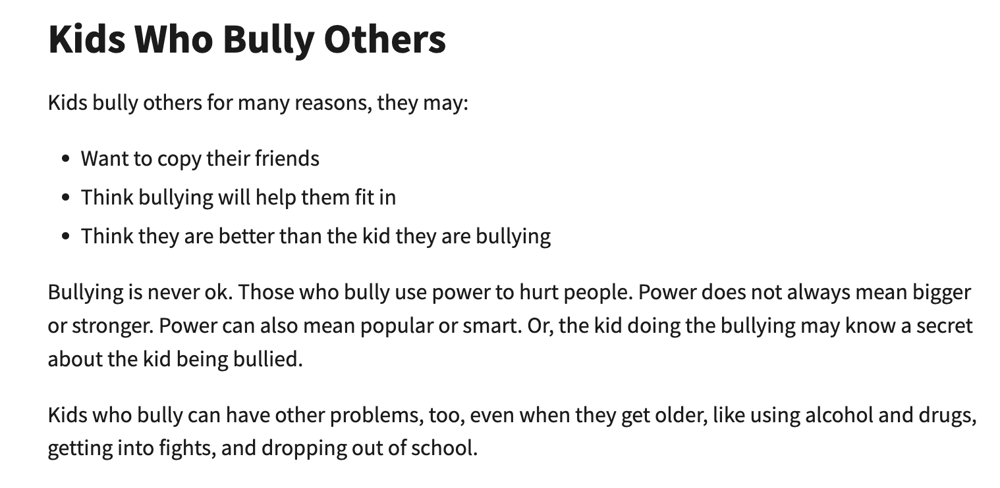 Kids Who Bully Others
Kids bully others for many reasons, they may:
• Want to copy their friends
• Think bullying will help them fit in
• Think they are better than the kid they are bullying
Bullying is never ok. Those who bully use power to hurt people. Power does not always mean bigger
or stronger. Power can also mean popular or smart. Or, the kid doing the bullying may know a secret
about the kid being bullied.
Kids who bully can have other problems, too, even when they get older, like using alcohol and drugs,
getting into fights, and dropping out of school.